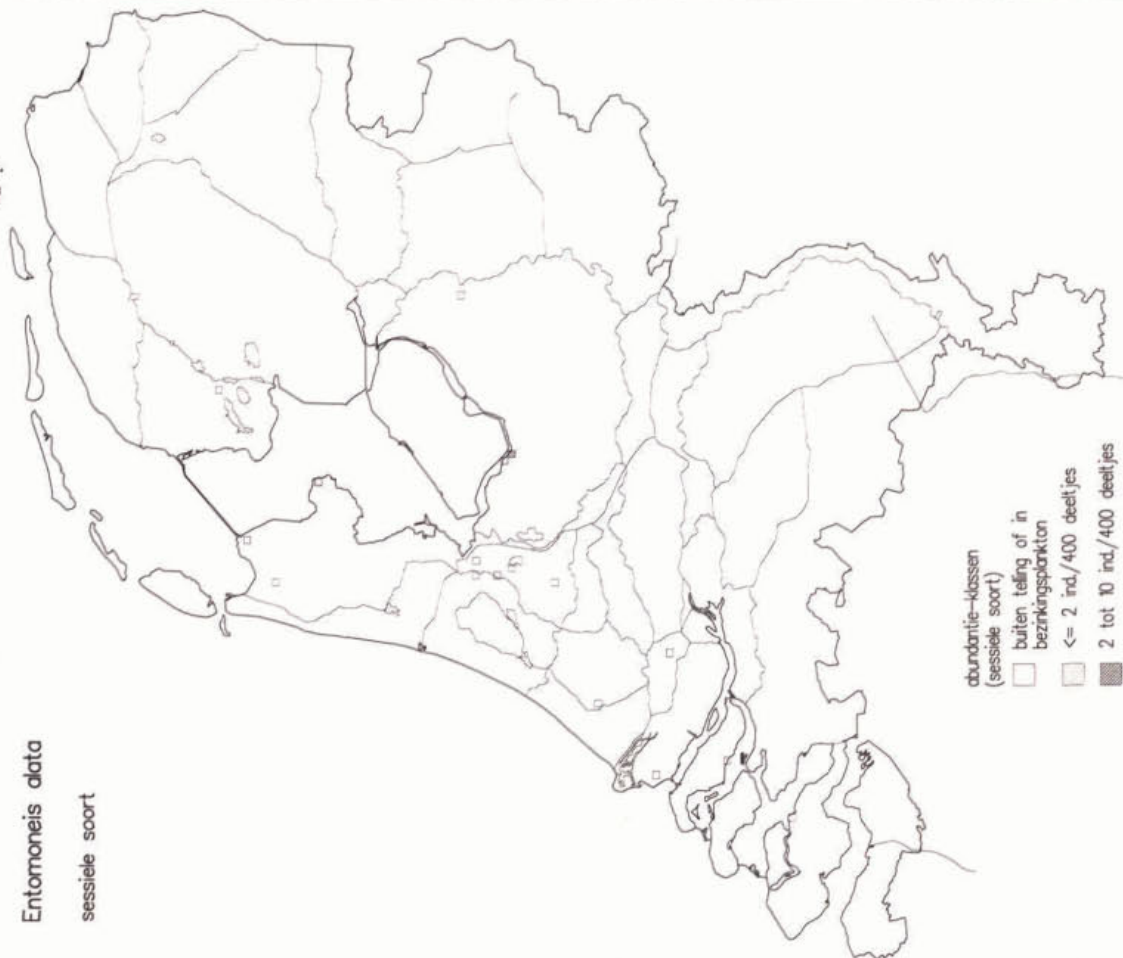 Entomoneis alata
sessiele soort
abundantie-klassen
(sessiele soort)
buiten telling of in
bezinkingsplankton
<= 2 ind./400 deeltjes
2 tot 10 ind./400 deeltjes